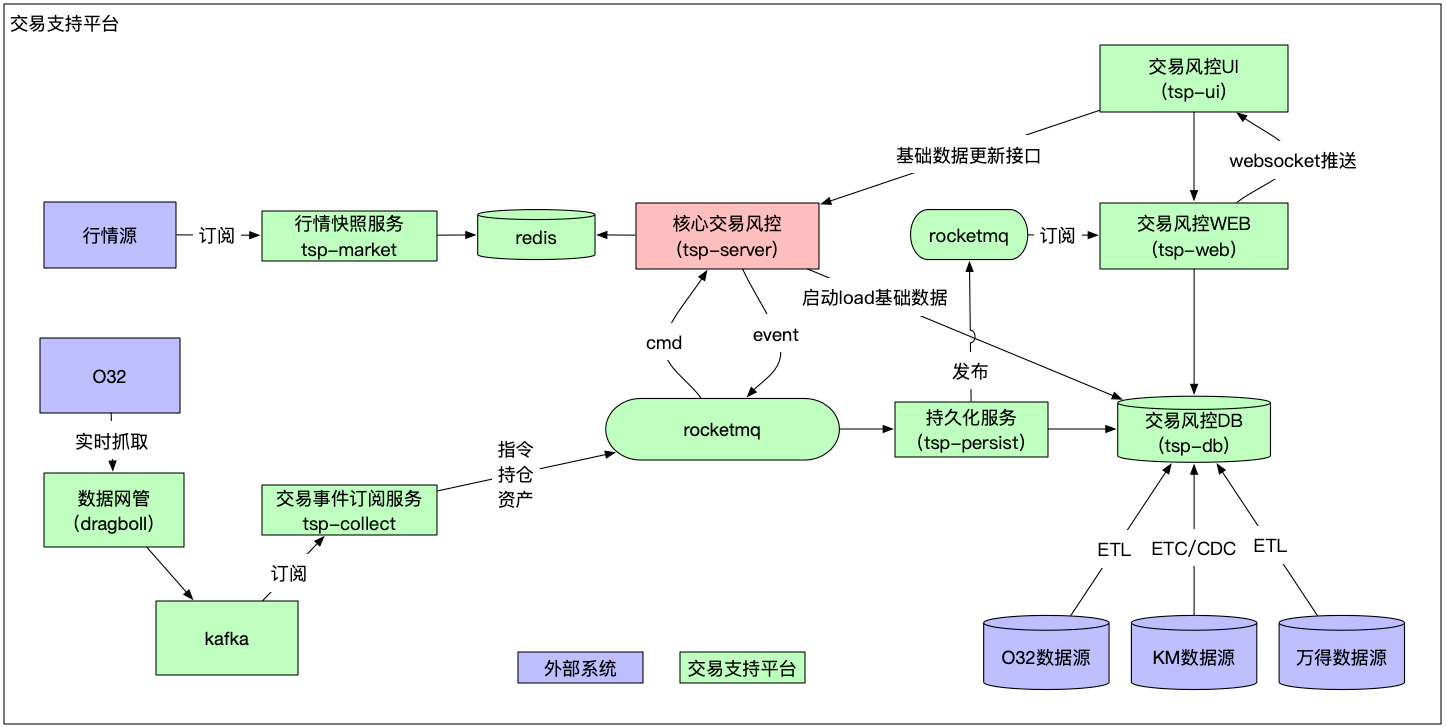 交易支持平台
交易风控UI
（tsp-ui）
基础数据更新接口
websocket推送
行情源
订阅
行情快照服务
tsp-market
redis
核心交易风控
（tsp-server）
rocketmq
订阅
交易风控WEB
（tsp-web）
启动load基础数据
cmd
event
O32
实时抓取
发布
rocketmq
持久化服务
（tsp-persist）
交易风控DB
（tsp-db）
指令
持仓
资产
数据网管
（dragboll）
交易事件订阅服务
tsp-collect
订阅
kafka
ETL
ETC/CDC
ETL
外部系统
交易支持平台
O32数据源
KM数据源
万得数据源